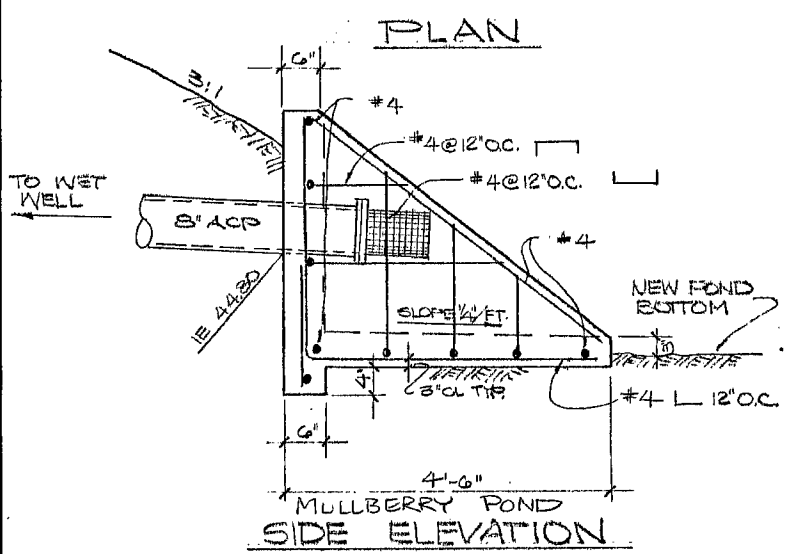 PLAN
6"
3:1
#4
#4@12"O.C.
#4@12"O.C.
TO WET
WELL
8" ACP
#4
NEW POND
BOTTOM
IE 44.80
SLOPE 1/4"/FT.
3"
4"
3"CL TYP.
#4 L 12"O.C.
6"
4'-6"
MULLBERRY POND
SIDE ELEVATION